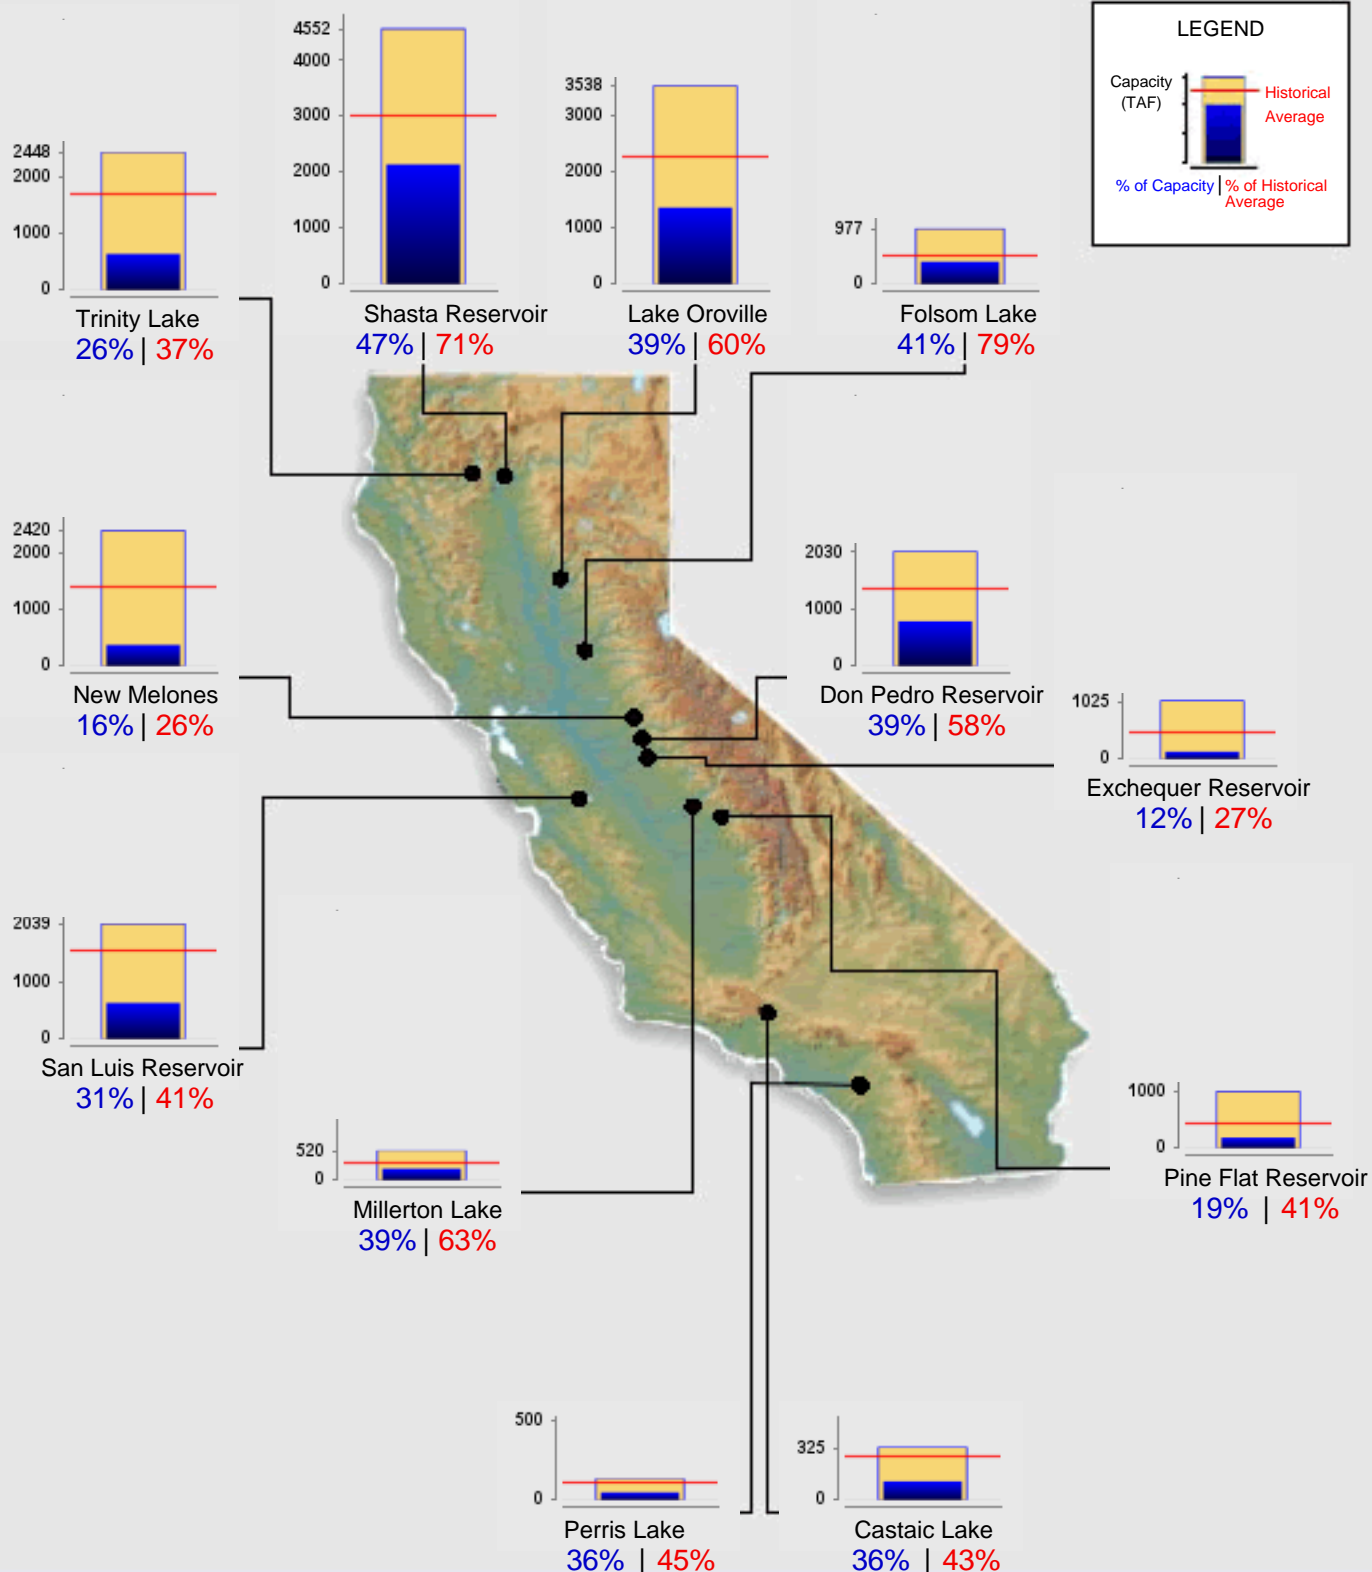 LEGEND
Capacity
(TAF)
Historical
Average
% of Capacity | % of Historical
Average
2448
2000
1000
0
Trinity Lake
26% | 37%
4552
4000
3000
2000
1000
0
Shasta Reservoir
47% | 71%
3538
3000
2000
1000
0
Lake Oroville
39% | 60%
977
0
Folsom Lake
41% | 79%
2420
2000
1000
0
New Melones
16% | 26%
2030
1000
0
Don Pedro Reservoir
39% | 58%
1025
0
Exchequer Reservoir
12% | 27%
2039
1000
0
San Luis Reservoir
31% | 41%
520
0
Millerton Lake
39% | 63%
1000
0
Pine Flat Reservoir
19% | 41%
500
0
Perris Lake
36% | 45%
325
0
Castaic Lake
36% | 43%